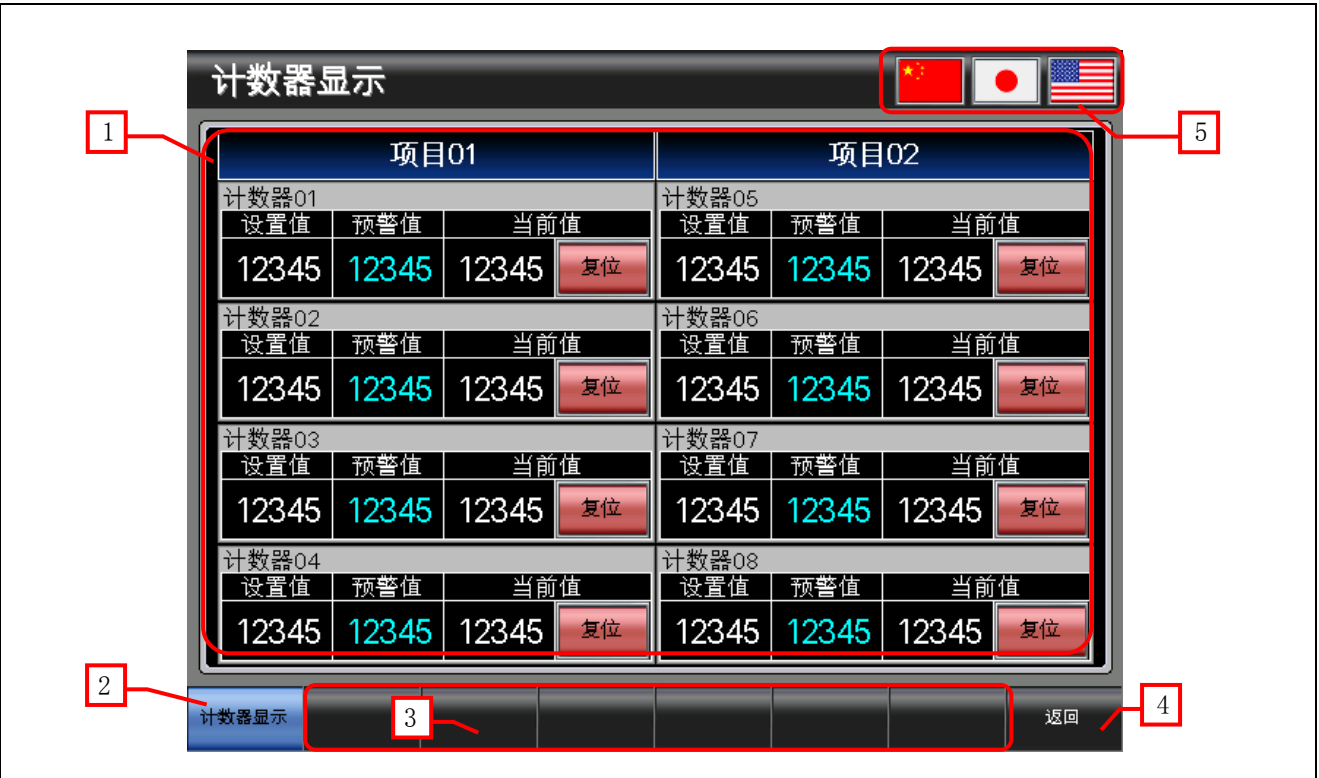 计数器显示
5
1
项目01 项目02
计数器01 计数器05
设置值 预警值 当前值 设置值 预警值 当前值
12345 12345 12345 复位 12345 12345 12345 复位
计数器02 计数器06
设置值 预警值 当前值 设置值 预警值 当前值
12345 12345 12345 复位 12345 12345 12345 复位
计数器03 计数器07
设置值 预警值 当前值 设置值 预警值 当前值
12345 12345 12345 复位 12345 12345 12345 复位
计数器04 计数器08
设置值 预警值 当前值 设置值 预警值 当前值
12345 12345 12345 复位 12345 12345 12345 复位
2
计数器显示 3 返回 4